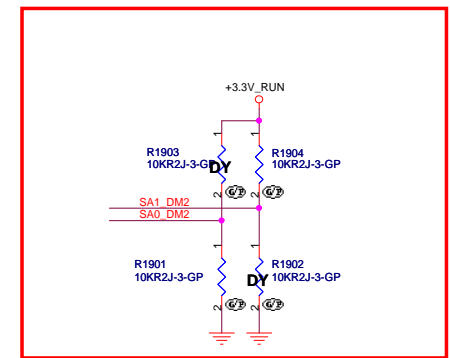 +3.3V_RUN
1
1
R1903
10KR2J-3-GP
DY
R1904
10KR2J-3-GP
2
G/P
2
G/P
SA1_DM2
SA0_DM2
1
1
R1901
10KR2J-3-GP
R1902
10KR2J-3-GP
DY
2
G/P
2
G/P